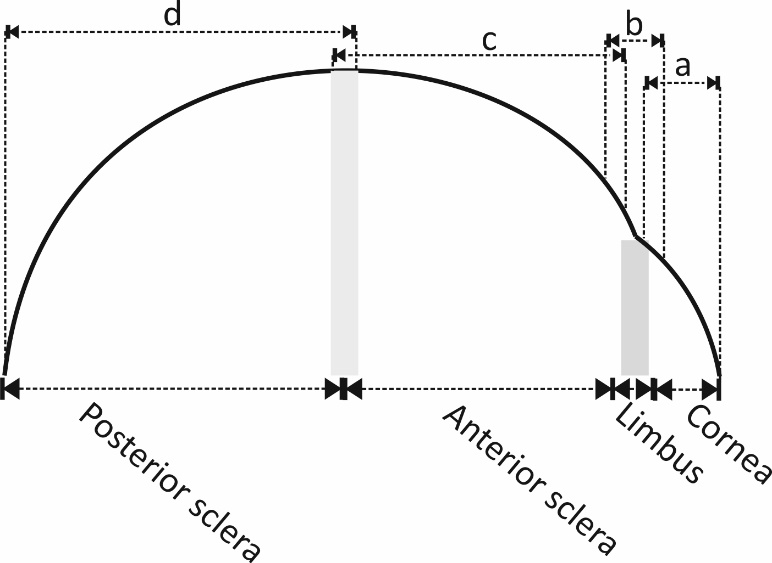 d
b
c
a
Posterior sclera
Anterior sclera
Limbus
Cornea